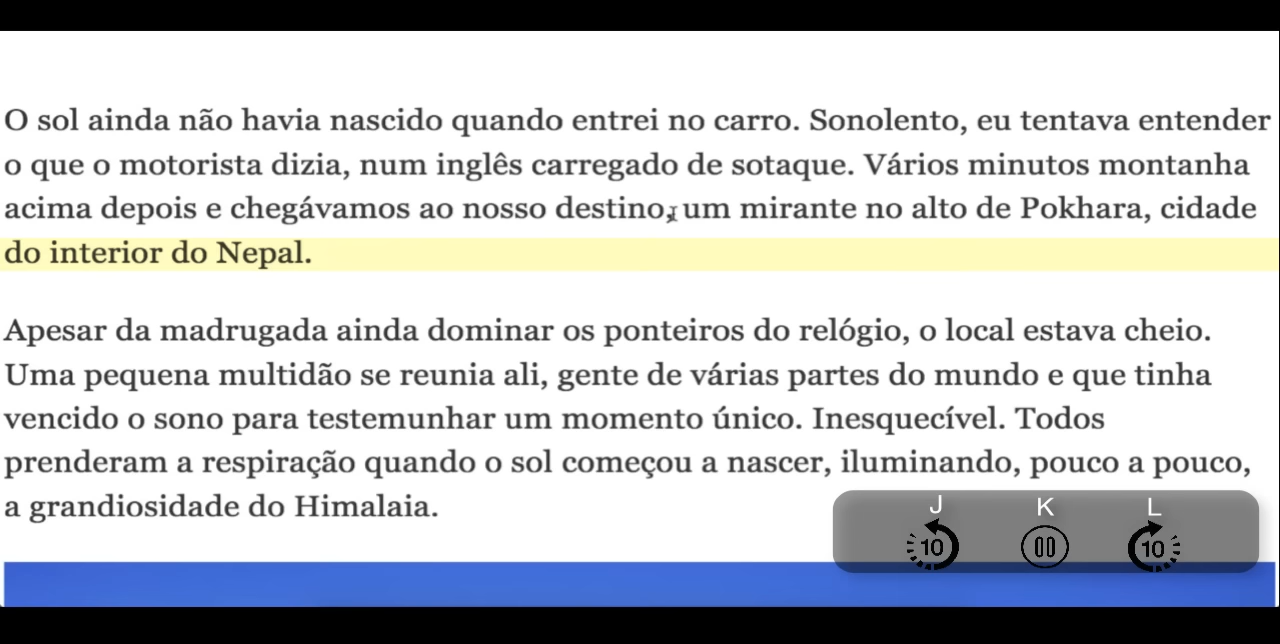 O sol ainda não havia nascido quando entrei no carro. Sonolento, eu tentava entender
o que o motorista dizia, num inglês carregado de sotaque. Vários minutos montanha
acima depois e chegávamos ao nosso destino, um mirante no alto de Pokhara, cidade
do interior do Nepal.
Apesar da madrugada ainda dominar os ponteiros do relógio, o local estava cheio.
Uma pequena multidão se reunia ali, gente de várias partes do mundo e que tinha
vencido o sono para testemunhar um momento único. Inesquecível. Todos
prenderam a respiração quando o sol começou a nascer, iluminando, pouco a pouco,
a grandiosidade do Himalaia.
J K L
10 10